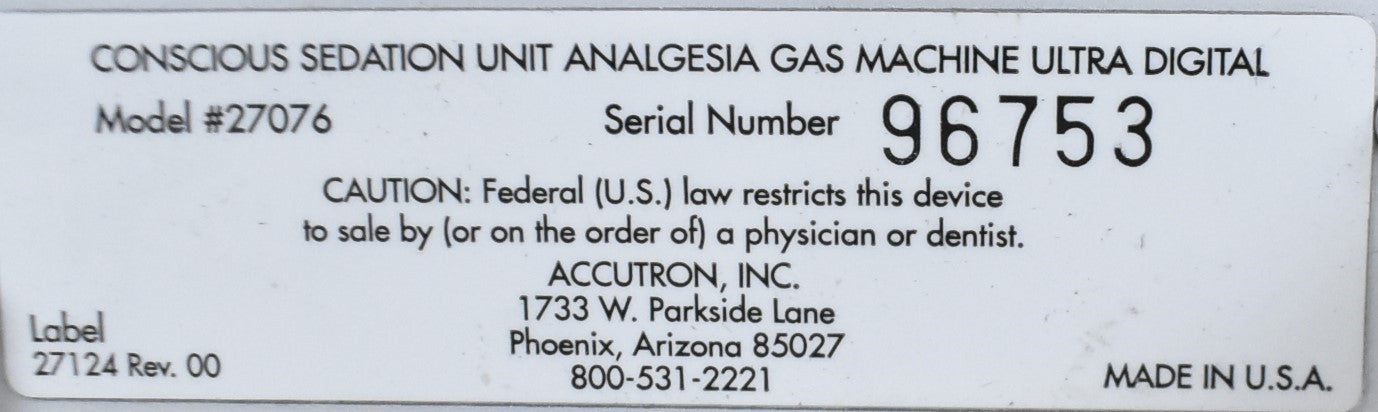 CONSCIOUS SEDATION UNIT ANALGESIA GAS MACHINE ULTRA DIGITAL
Model #27076 Serial Number 96753
CAUTION: Federal (U.S.) law restricts this device
to sale by (or on the order of) a physician or dentist.
ACCUTRON, INC.
1733 W. Parkside Lane
Phoenix, Arizona 85027
800-531-2221
Label
27124 Rev. 00
MADE IN U.S.A.